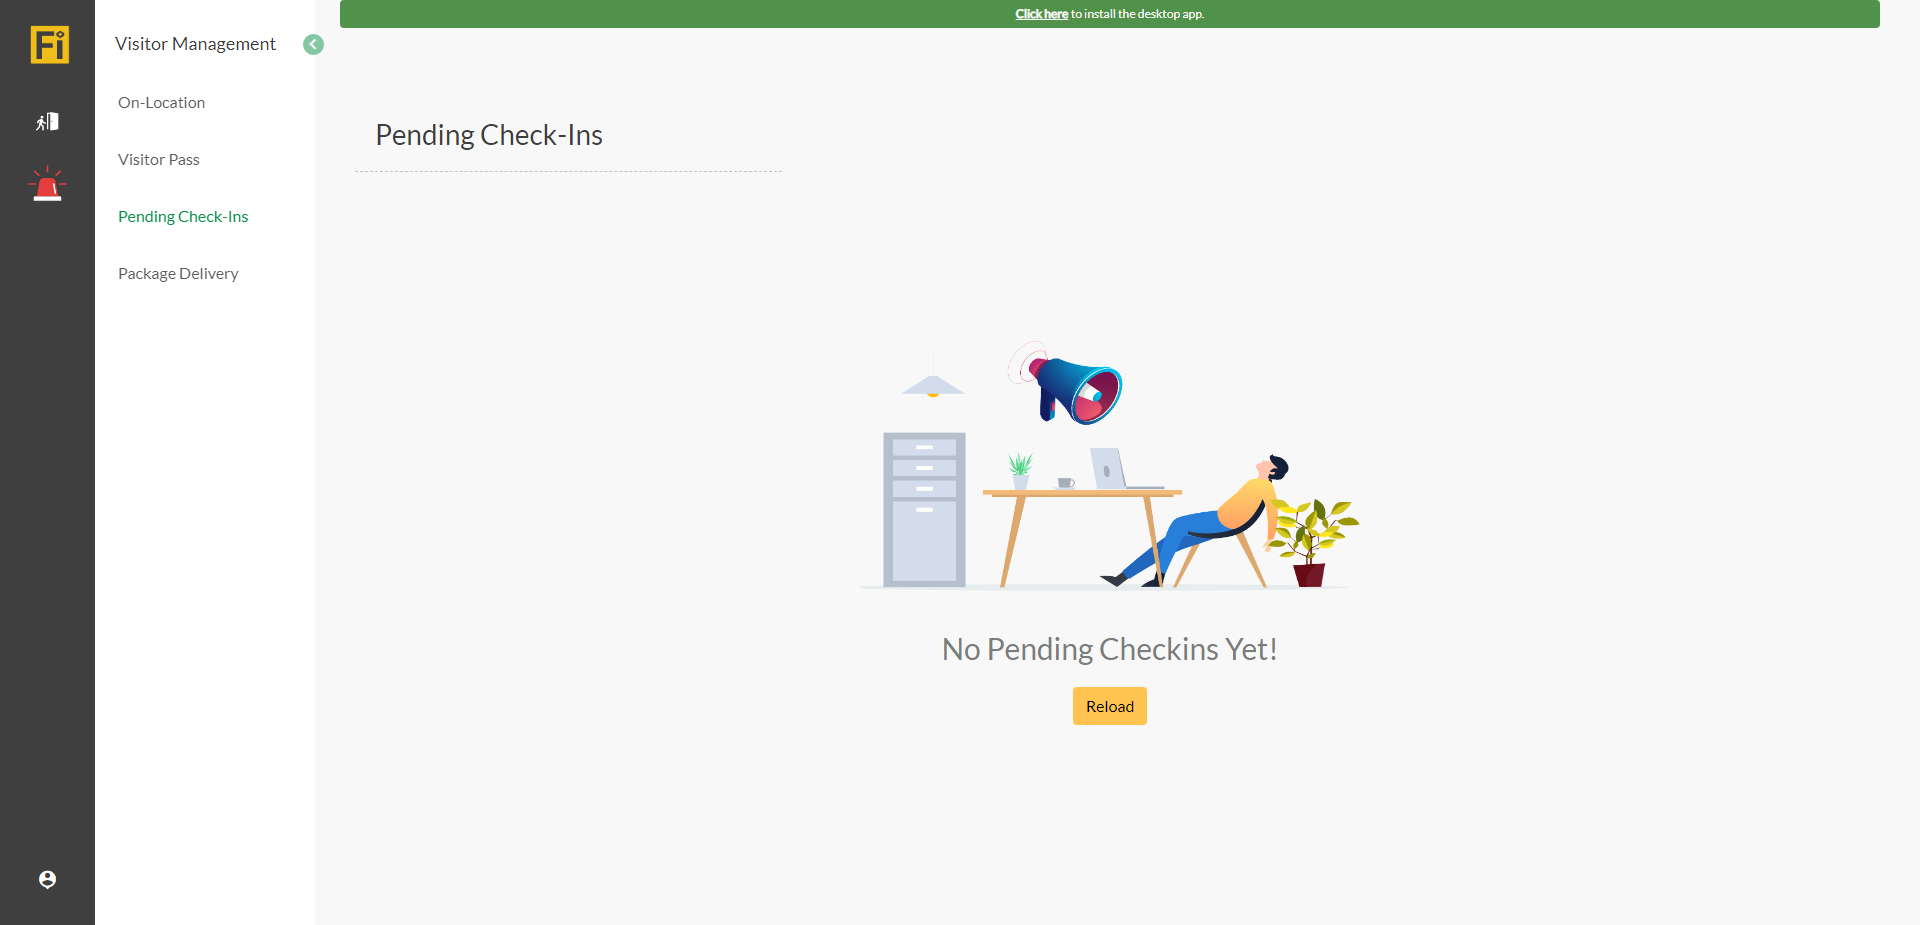 Click here to install the desktop app.
Fi
Visitor Management
On-Location
Visitor Pass
Pending Check-Ins
Package Delivery
Pending Check-Ins
No Pending Checkins Yet!
Reload